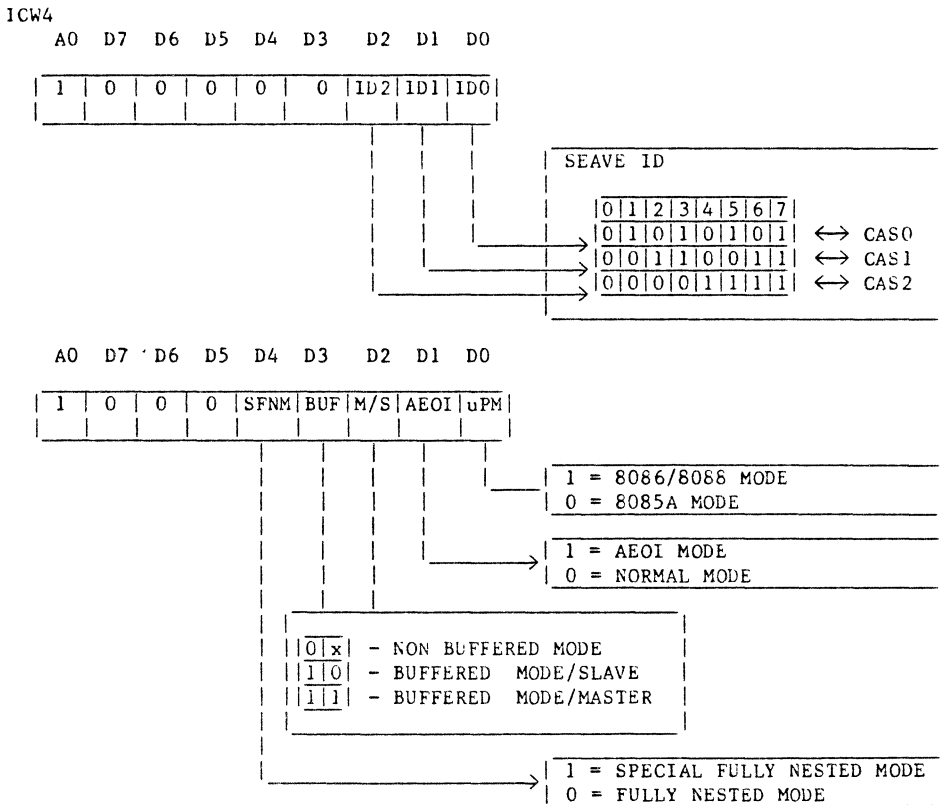 ICW4
A0 D7 D6 D5 D4 D3 D2 D1 D0
| 1 | 0 | 0 | 0 | 0 | 0 |ID2|ID1|ID0|
SEAVE ID
|0|1|2|3|4|5|6|7|
|0|1|0|1|0|1|0|1| ↔ CAS0
|0|0|1|1|0|0|1|1| ↔ CAS1
|0|0|0|0|1|1|1|1| ↔ CAS2
A0 D7 D6 D5 D4 D3 D2 D1 D0
| 1 | 0 | 0 | 0 |SFNM|BUF|M/S|AEOI|uPM|
1 = 8086/8088 MODE
0 = 8085A MODE
1 = AEOI MODE
0 = NORMAL MODE
|0|x| - NON BUFFERED MODE
|1|0| - BUFFERED MODE/SLAVE
|1|1| - BUFFERED MODE/MASTER
1 = SPECIAL FULLY NESTED MODE
0 = FULLY NESTED MODE